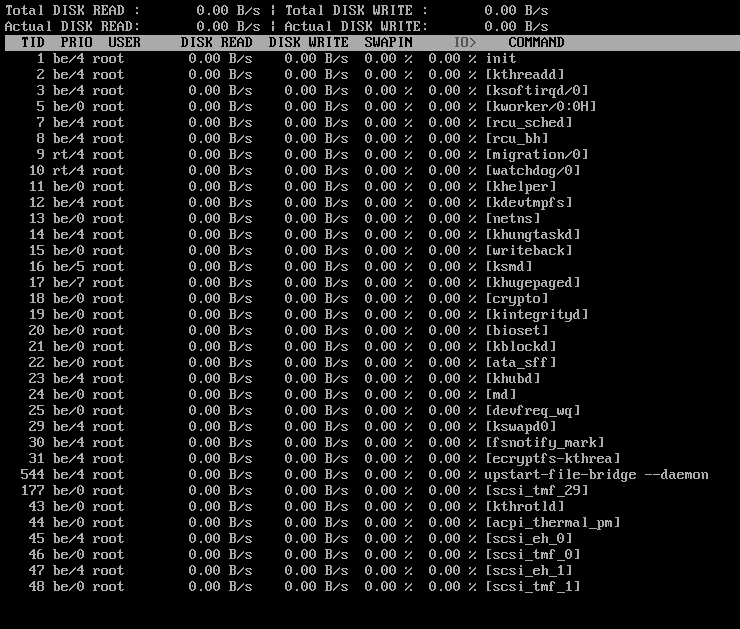 Total DISK READ :       0.00 B/s | Total DISK WRITE :       0.00 B/s
Actual DISK READ:       0.00 B/s | Actual DISK WRITE:       0.00 B/s
  TID  PRIO  USER     DISK READ  DISK WRITE  SWAPIN     IO>    COMMAND
    1 be/4 root        0.00 B/s    0.00 B/s  0.00 %  0.00 % init
    2 be/4 root        0.00 B/s    0.00 B/s  0.00 %  0.00 % [kthreadd]
    3 be/4 root        0.00 B/s    0.00 B/s  0.00 %  0.00 % [ksoftirqd/0]
    5 be/0 root        0.00 B/s    0.00 B/s  0.00 %  0.00 % [kworker/0:0H]
    7 be/4 root        0.00 B/s    0.00 B/s  0.00 %  0.00 % [rcu_sched]
    8 be/4 root        0.00 B/s    0.00 B/s  0.00 %  0.00 % [rcu_bh]
    9 rt/4 root        0.00 B/s    0.00 B/s  0.00 %  0.00 % [migration/0]
   10 rt/4 root        0.00 B/s    0.00 B/s  0.00 %  0.00 % [watchdog/0]
   11 be/0 root        0.00 B/s    0.00 B/s  0.00 %  0.00 % [khelper]
   12 be/4 root        0.00 B/s    0.00 B/s  0.00 %  0.00 % [kdevtmpfs]
   13 be/0 root        0.00 B/s    0.00 B/s  0.00 %  0.00 % [netns]
   14 be/4 root        0.00 B/s    0.00 B/s  0.00 %  0.00 % [khungtaskd]
   15 be/0 root        0.00 B/s    0.00 B/s  0.00 %  0.00 % [writeback]
   16 be/5 root        0.00 B/s    0.00 B/s  0.00 %  0.00 % [ksmd]
   17 be/7 root        0.00 B/s    0.00 B/s  0.00 %  0.00 % [khugepaged]
   18 be/0 root        0.00 B/s    0.00 B/s  0.00 %  0.00 % [crypto]
   19 be/0 root        0.00 B/s    0.00 B/s  0.00 %  0.00 % [kintegrityd]
   20 be/0 root        0.00 B/s    0.00 B/s  0.00 %  0.00 % [bioset]
   21 be/0 root        0.00 B/s    0.00 B/s  0.00 %  0.00 % [kblockd]
   22 be/0 root        0.00 B/s    0.00 B/s  0.00 %  0.00 % [ata_sff]
   23 be/4 root        0.00 B/s    0.00 B/s  0.00 %  0.00 % [khubd]
   24 be/0 root        0.00 B/s    0.00 B/s  0.00 %  0.00 % [md]
   25 be/0 root        0.00 B/s    0.00 B/s  0.00 %  0.00 % [devfreq_wq]
   29 be/4 root        0.00 B/s    0.00 B/s  0.00 %  0.00 % [kswapd0]
   30 be/4 root        0.00 B/s    0.00 B/s  0.00 %  0.00 % [fsnotify_mark]
   31 be/4 root        0.00 B/s    0.00 B/s  0.00 %  0.00 % [ecryptfs-kthrea]
  544 be/4 root        0.00 B/s    0.00 B/s  0.00 %  0.00 % upstart-file-bridge --daemon
  177 be/0 root        0.00 B/s    0.00 B/s  0.00 %  0.00 % [scsi_tmf_29]
   43 be/0 root        0.00 B/s    0.00 B/s  0.00 %  0.00 % [kthrotld]
   44 be/0 root        0.00 B/s    0.00 B/s  0.00 %  0.00 % [acpi_thermal_pm]
   45 be/4 root        0.00 B/s    0.00 B/s  0.00 %  0.00 % [scsi_eh_0]
   46 be/0 root        0.00 B/s    0.00 B/s  0.00 %  0.00 % [scsi_tmf_0]
   47 be/4 root        0.00 B/s    0.00 B/s  0.00 %  0.00 % [scsi_eh_1]
   48 be/0 root        0.00 B/s    0.00 B/s  0.00 %  0.00 % [scsi_tmf_1]